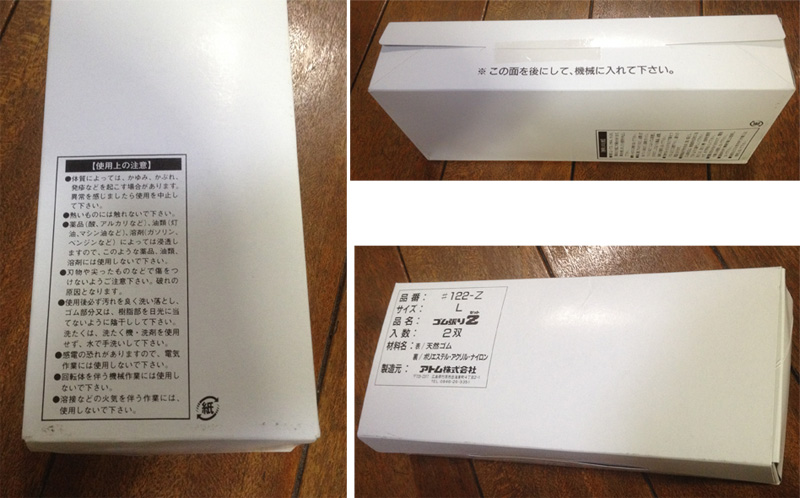 【使用上の注意】
●体質によっては、かゆみ、かぶれ、
発疹などを起こす場合があります。
異常を感じましたら使用を中止し
て下さい。
●熱いものには触れないで下さい。
●薬品(酸、アルカリなど)、油類(灯
油、マシン油など)、溶剤(ガソリン、
ベンジンなど)によっては浸透し
ますので、このような薬品、油類、
溶剤には使用しないで下さい。
●刃物や尖ったものなどで傷をつ
けないようご注意下さい。破れの
原因となります。
●使用後必ず汚れを良く洗い落とし、
ゴム部分又は、樹脂部を日光に当
てないように陰干しして下さい。
洗たくは、洗たく機・洗剤を使用
せず、水で手洗いして下さい。
●感電の恐れがありますので、電気
作業には使用しないで下さい。
●回転体を伴う機械作業には使用し
ないで下さい。
●溶接などの火気を伴う作業には、
使用しないで下さい。
紙
※この面を後にして、機械に入れて下さい。
品番: #122-Z
サイズ: L
品名: ゴム張りZ
入数: 2双
材料名: 表/天然ゴム
裏/ポリエステル・アクリル・ナイロン
製造元: アトム株式会社